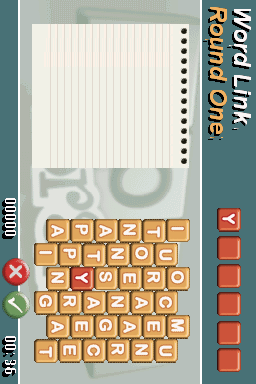 Word Link.
Round One:
Y
I U O C M U
T O R A E N
N N E N A R
A T S A G C
P P Y R E E
A I N G A T
00000
00:36